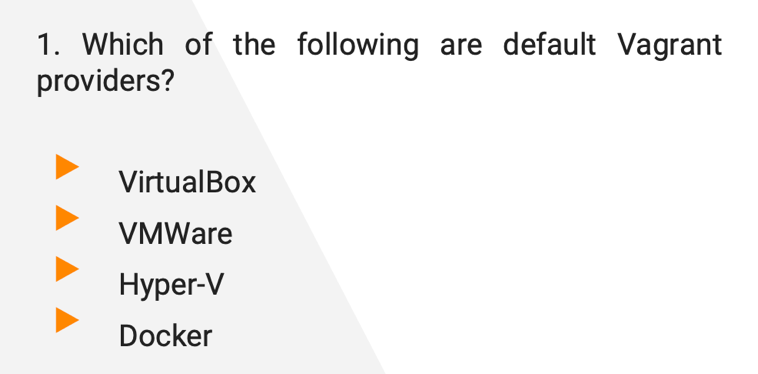 1. Which of the following are default Vagrant
providers?
VirtualBox
VMWare
Hyper-V
Docker